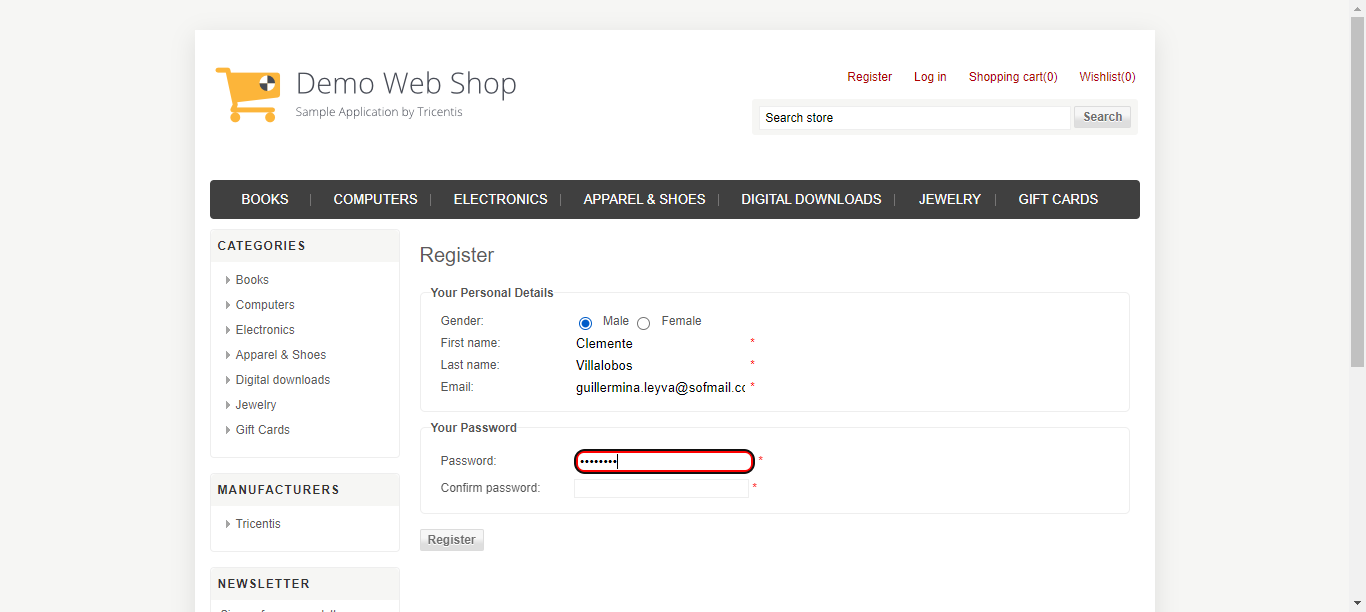 Demo Web Shop
Sample Application by Tricentis
Register Log in Shopping cart(0) Wishlist(0)
Search store Search
BOOKS COMPUTERS ELECTRONICS APPAREL & SHOES DIGITAL DOWNLOADS JEWELRY GIFT CARDS
CATEGORIES
Books
Computers
Electronics
Apparel & Shoes
Digital downloads
Jewelry
Gift Cards
MANUFACTURERS
Tricentis
NEWSLETTER
Register
Your Personal Details
Gender: Male Female
First name: Clemente *
Last name: Villalobos *
Email: guillermina.leyva@sofmail.co *
Your Password
Password: •••••••• *
Confirm password: *
Register